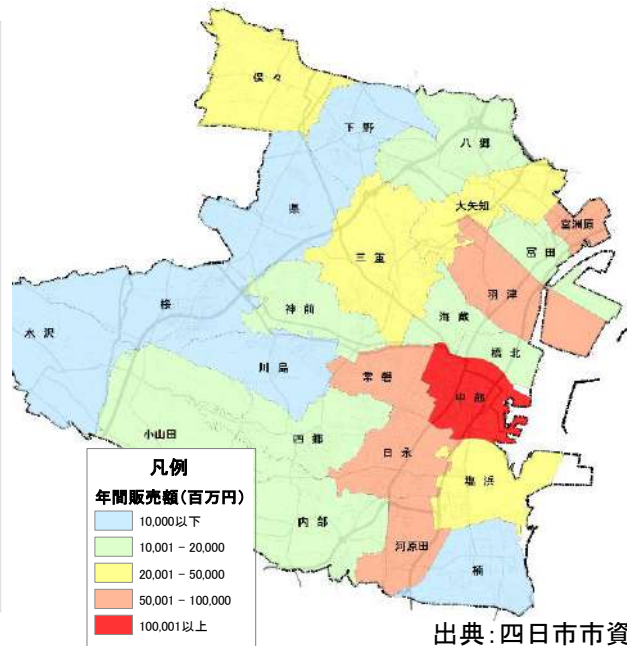 保々
下野
八郷
県
大矢知
富洲原
富田
三重
羽津
神前
海蔵
桜
水沢
橋北
川島
常磐
中部
小山田
四郷
日永
塩浜
内部
河原田
楠
凡例
年間販売額(百万円)
10,000以下
10,001 - 20,000
20,001 - 50,000
50,001 - 100,000
100,001以上
出典:四日市市資